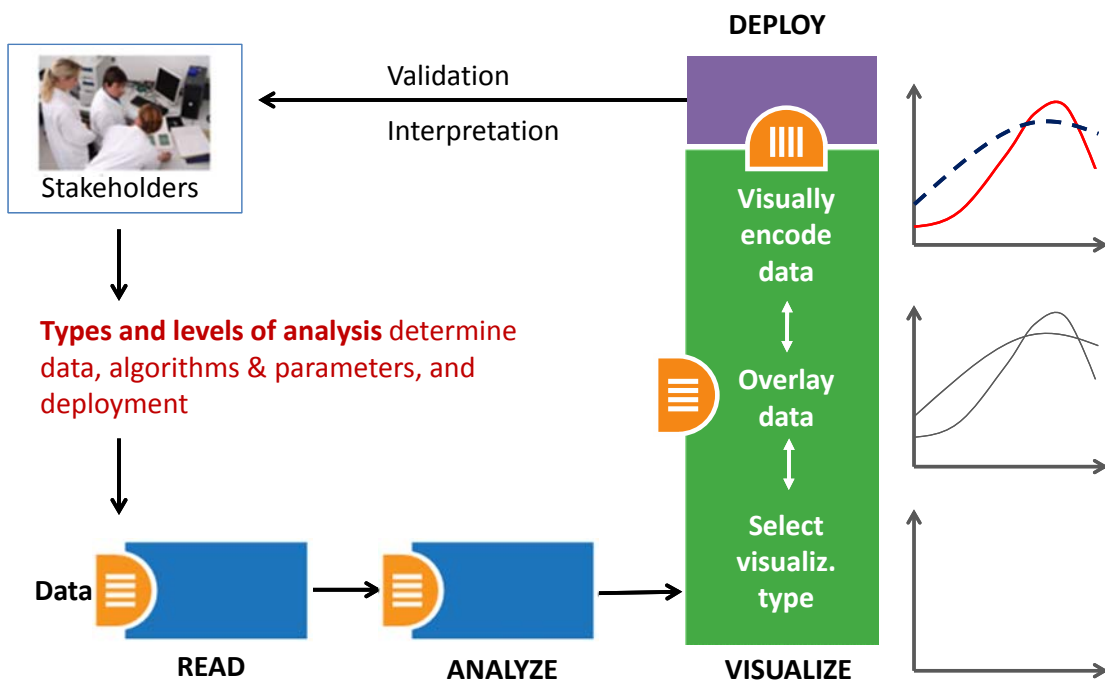 DEPLOY
Validation
Interpretation
Stakeholders
Types and levels of analysis determine
data, algorithms & parameters, and
deployment
Visually
encode
data
Overlay
data
Select
visualiz.
type
Data
READ
ANALYZE
VISUALIZE